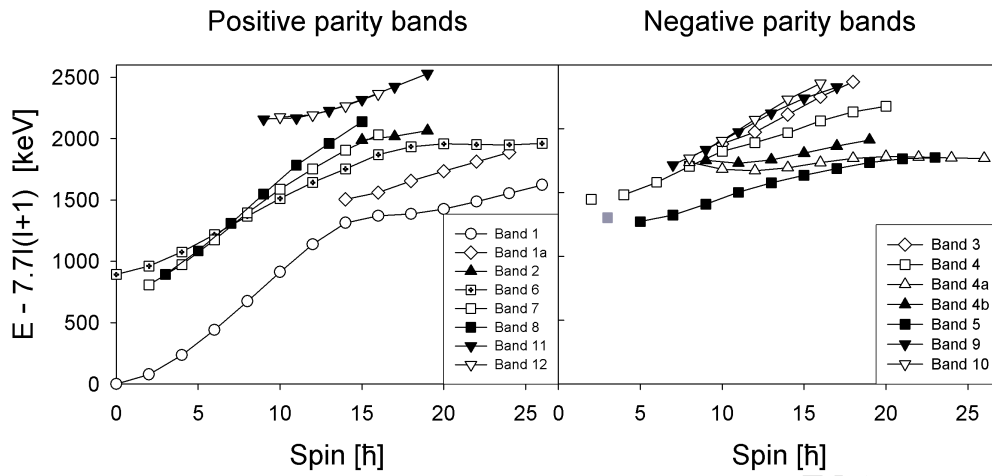 Positive parity bands
Negative parity bands
E - 7.7I(I+1) [keV]
2500
2000
1500
1000
500
0
0 5 10 15 20 25
Spin [ħ]
Band 1
Band 1a
Band 2
Band 6
Band 7
Band 8
Band 11
Band 12
0 5 10 15 20 25
Spin [ħ]
Band 3
Band 4
Band 4a
Band 4b
Band 5
Band 9
Band 10